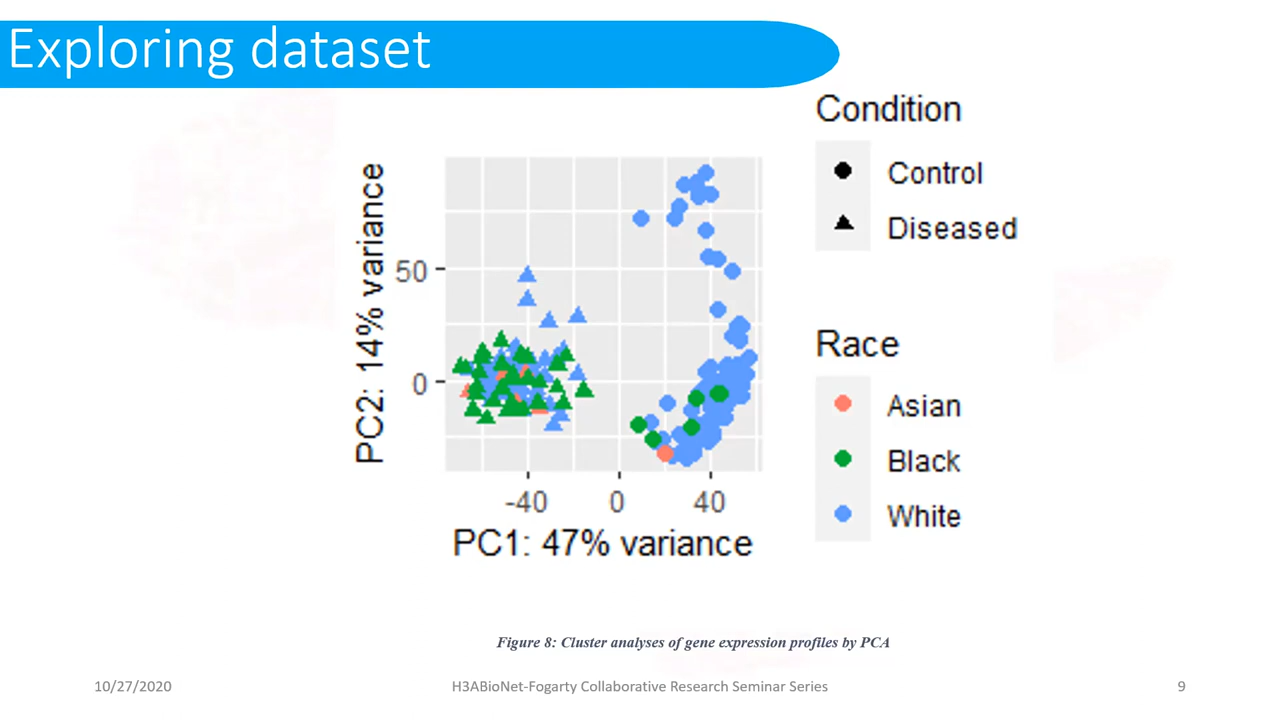 Exploring dataset
Condition
Control
Diseased
Race
Asian
Black
White
PC2: 14% variance
50
0
-40 0 40
PC1: 47% variance
Figure 8: Cluster analyses of gene expression profiles by PCA
10/27/2020 H3ABioNet-Fogarty Collaborative Research Seminar Series 9